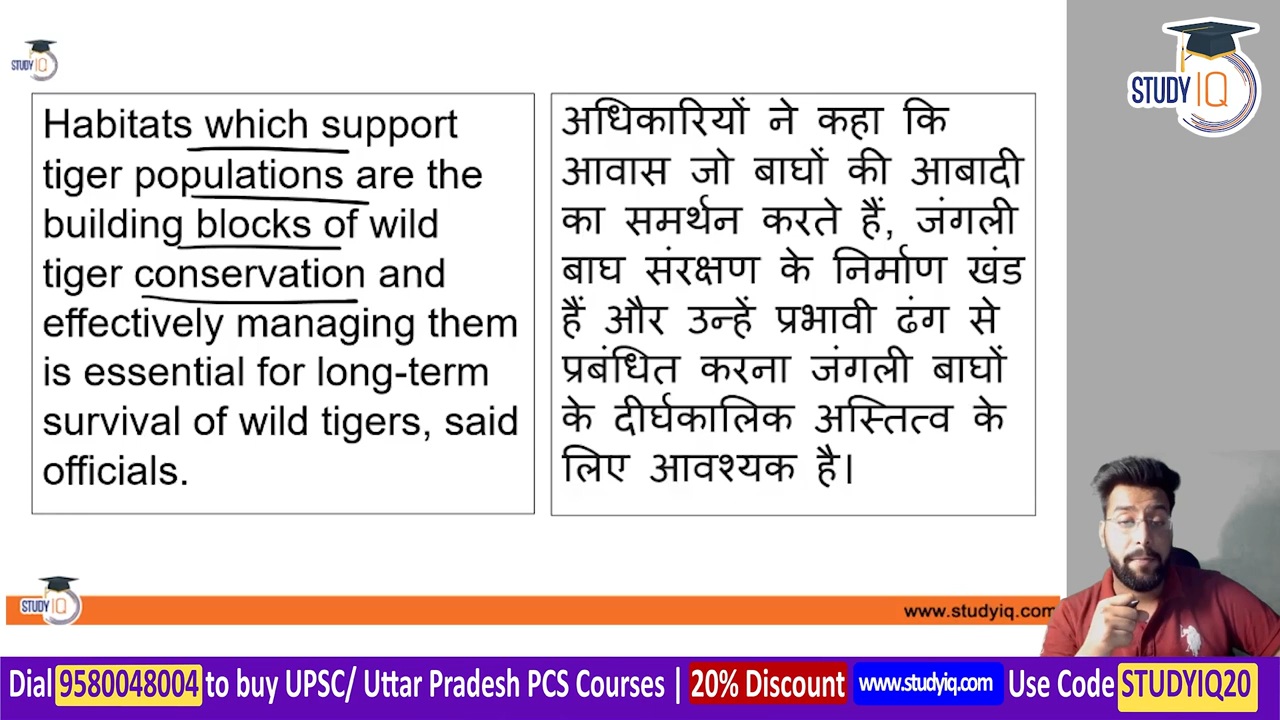 STUDY IQ
STUDY IQ
Habitats which support
tiger populations are the
building blocks of wild
tiger conservation and
effectively managing them
is essential for long-term
survival of wild tigers, said
officials.
अधिकारियों ने कहा कि
आवास जो बाघों की आबादी
का समर्थन करते हैं, जंगली
बाघ संरक्षण के निर्माण खंड
हैं और उन्हें प्रभावी ढंग से
प्रबंधित करना जंगली बाघों
के दीर्घकालिक अस्तित्व के
लिए आवश्यक है।
STUDY IQ
www.studyiq.com
Dial 9580048004 to buy UPSC/ Uttar Pradesh PCS Courses | 20% Discount www.studyiq.com Use Code STUDYIQ20